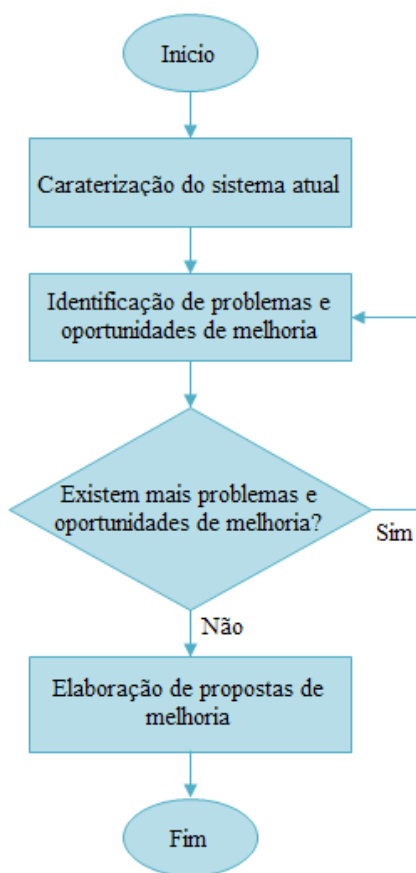 Inicio
Caraterização do sistema atual
Identificação de problemas e
oportunidades de melhoria
Existem mais problemas e
oportunidades de melhoria?
Sim
Não
Elaboração de propostas de
melhoria
Fim